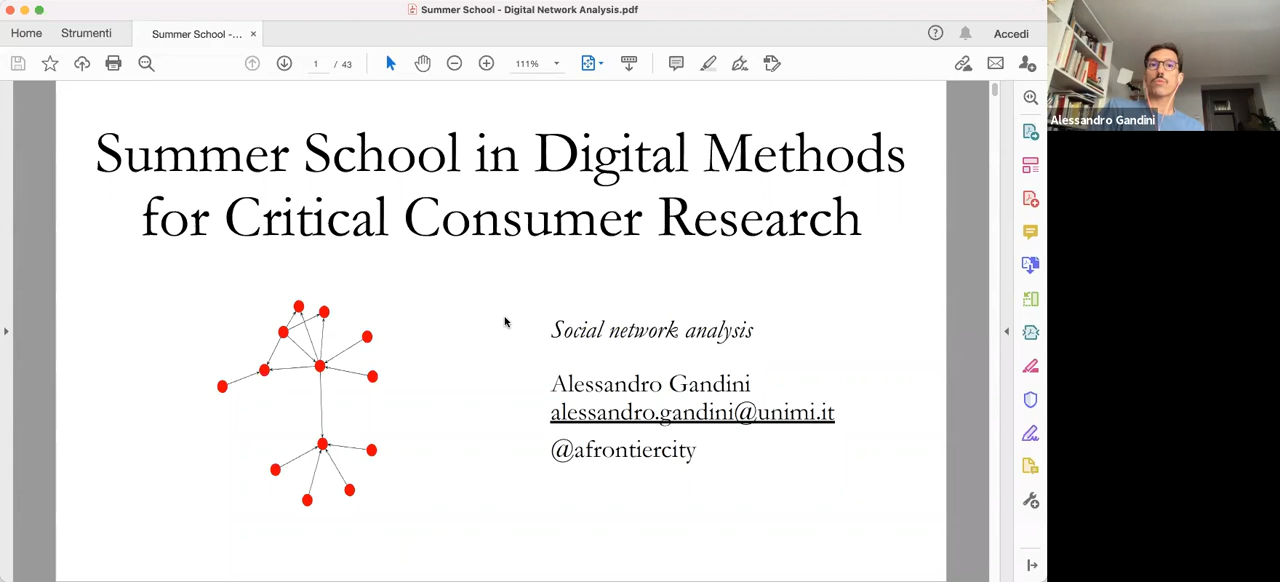 Summer School - Digital Network Analysis.pdf
Home
Strumenti
Summer School -...
×
Accedi
1 / 43
111%
Alessandro Gandini
Summer School in Digital Methods
for Critical Consumer Research
Social network analysis
Alessandro Gandini
alessandro.gandini@unimi.it
@afrontiercity